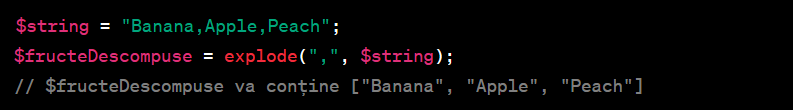 $string = "Banana,Apple,Peach";
$fructeDescompuse = explode(",", $string);
// $fructeDescompuse va conține ["Banana", "Apple", "Peach"]